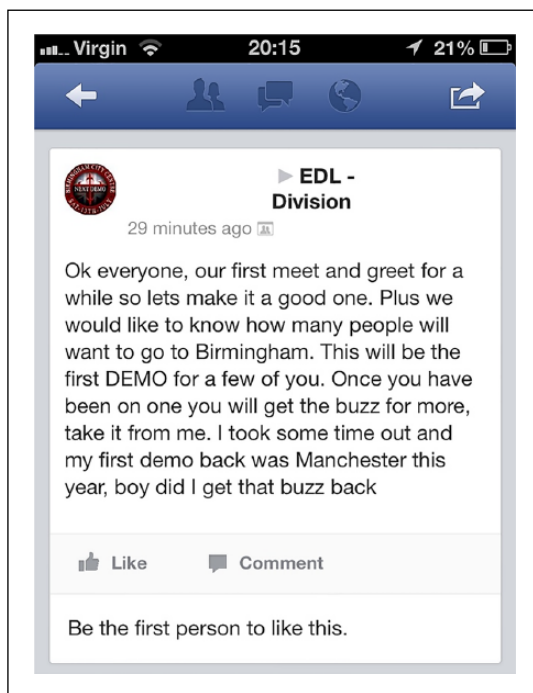 Virgin 20:15 21%
▶ EDL -
Division
29 minutes ago
Ok everyone, our first meet and greet for a
while so lets make it a good one. Plus we
would like to know how many people will
want to go to Birmingham. This will be the
first DEMO for a few of you. Once you have
been on one you will get the buzz for more,
take it from me. I took some time out and
my first demo back was Manchester this
year, boy did I get that buzz back
Like Comment
Be the first person to like this.